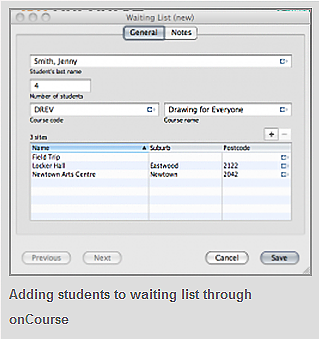 Waiting List (new)
General Notes
Smith, Jenny
Student's last name
4
Number of students
DREV Drawing for Everyone
Course code Course name
3 sites + −
Name Suburb Postcode
Field Trip
Locker Hall Eastwood 2122
Newtown Arts Centre Newtown 2042
Previous Next Cancel Save
Adding students to waiting list through
onCourse